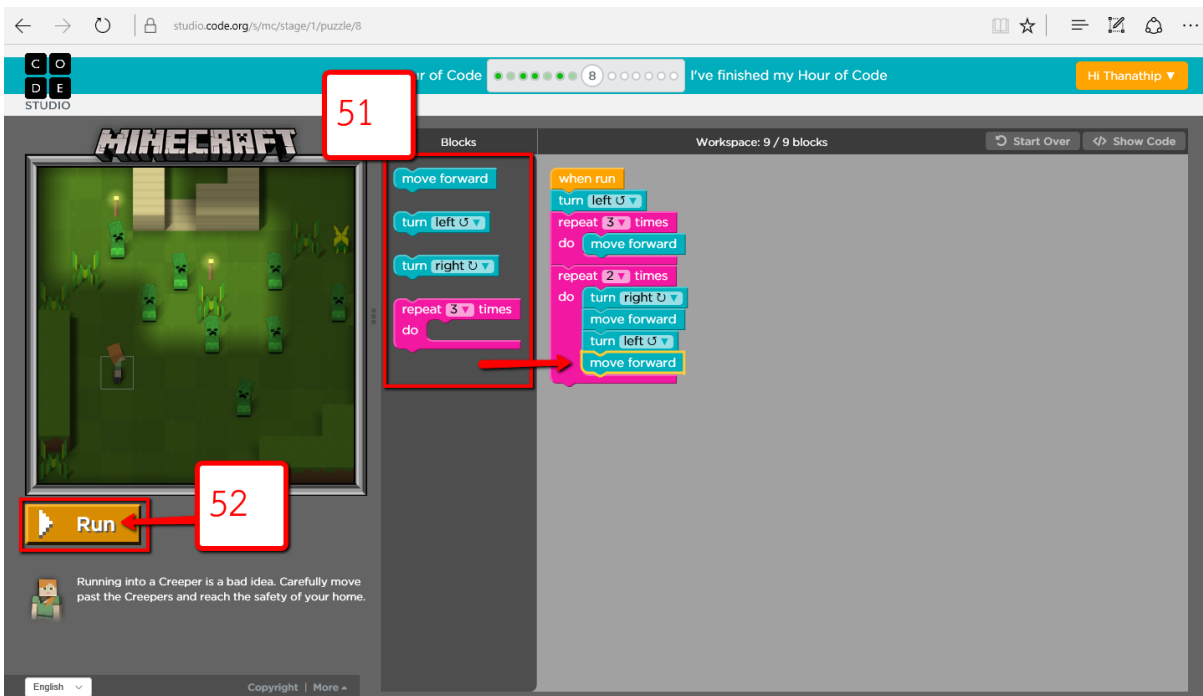 studio.code.org/s/mc/stage/1/puzzle/8
C O
D E
STUDIO
r of Code
8
I've finished my Hour of Code
Hi Thanathip ▼
51
MINECRAFT
Blocks
Workspace: 9 / 9 blocks
Start Over
</> Show Code
move forward
turn left ↺ ▼
turn right ↻ ▼
repeat 3 ▼ times
do
when run
turn left ↺ ▼
repeat 3 ▼ times
do move forward
repeat 2 ▼ times
do turn right ↻ ▼
move forward
turn left ↺ ▼
move forward
52
Run
Running into a Creeper is a bad idea. Carefully move
past the Creepers and reach the safety of your home.
English
Copyright | More